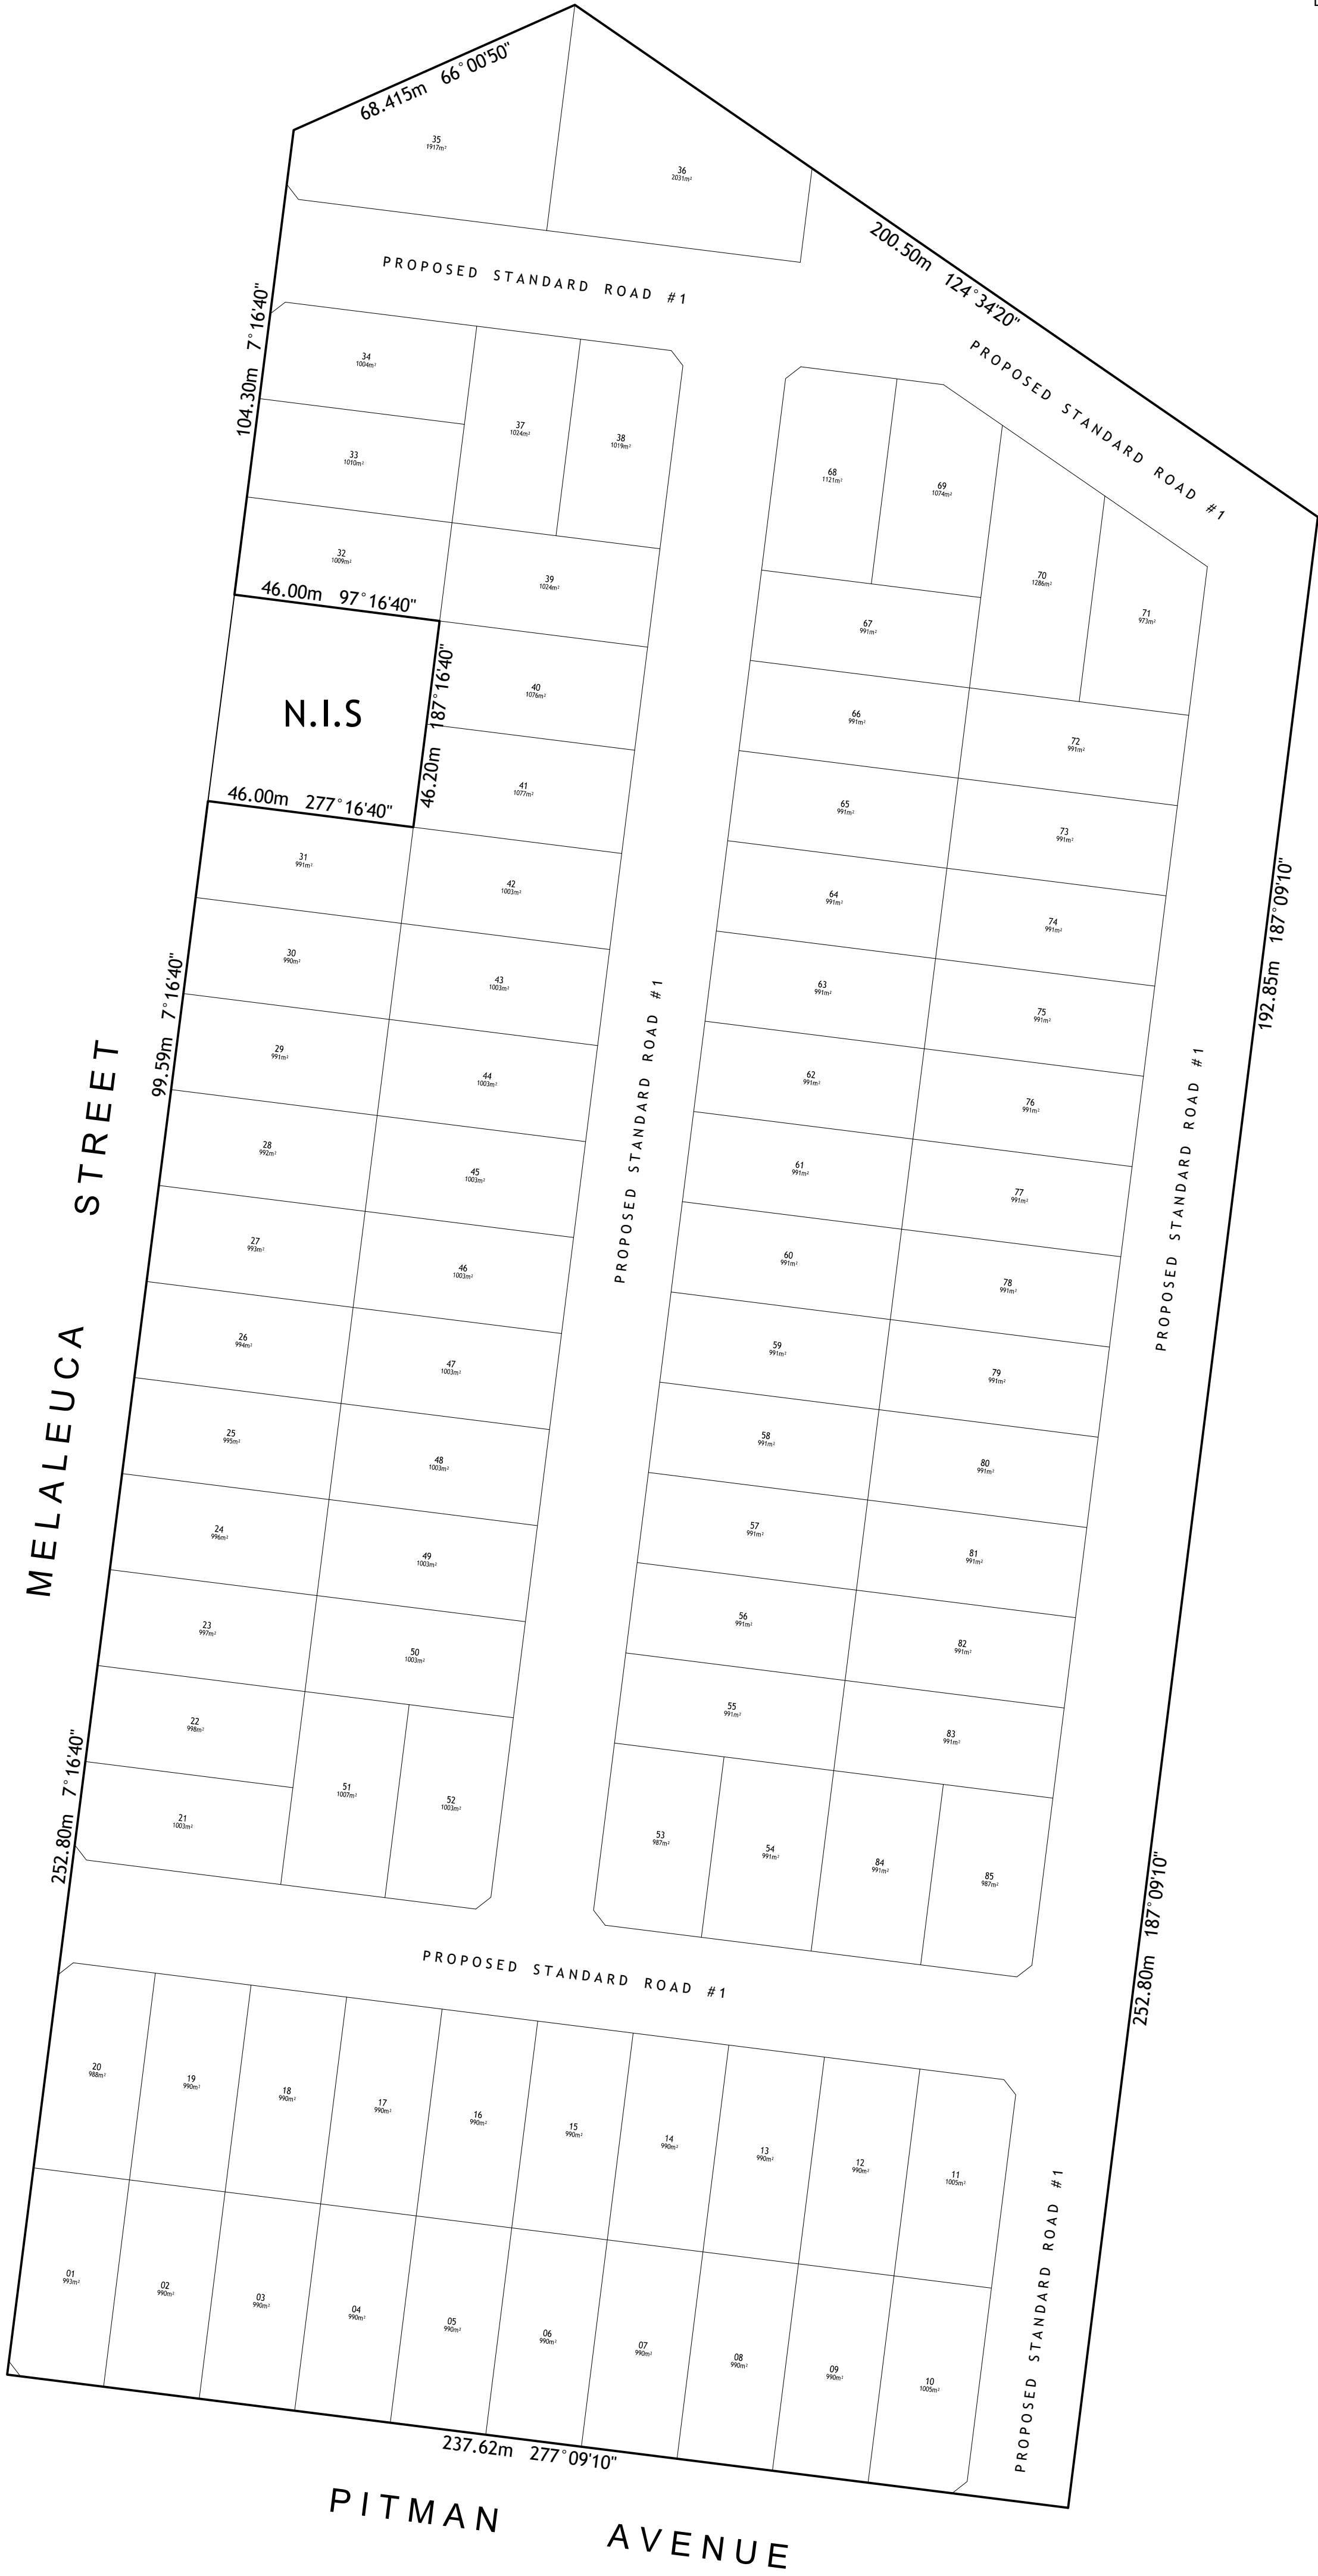 68.415m 66°00'50"
35
1917m²
36
2031m²
200.50m 124°34'20"
PROPOSED STANDARD ROAD #1
PROPOSED STANDARD ROAD #1
104.30m 7°16'40"
34
1004m²
33
1010m²
37
1024m²
38
1019m²
32
1009m²
39
1024m²
46.00m 97°16'40"
N.I.S
46.20m 187°16'40"
46.00m 277°16'40"
40
1076m²
41
1077m²
68
1121m²
69
1074m²
70
1286m²
71
973m²
67
991m²
66
991m²
72
991m²
65
991m²
73
991m²
64
991m²
74
991m²
63
991m²
75
991m²
62
991m²
76
991m²
61
991m²
77
991m²
60
991m²
78
991m²
59
991m²
79
991m²
58
991m²
80
991m²
57
991m²
81
991m²
56
991m²
82
991m²
55
991m²
83
991m²
53
987m²
54
991m²
84
991m²
85
987m²
192.85m 187°09'10"
PROPOSED STANDARD ROAD #1
PROPOSED STANDARD ROAD #1
31
991m²
42
1003m²
30
990m²
43
1003m²
29
991m²
44
1003m²
28
992m²
45
1003m²
27
993m²
46
1003m²
26
994m²
47
1003m²
25
995m²
48
1003m²
24
996m²
49
1003m²
23
997m²
50
1003m²
22
998m²
51
1007m²
52
1003m²
21
1003m²
99.59m 7°16'40"
MELALEUCA STREET
252.80m 7°16'40"
252.80m 187°09'10"
PROPOSED STANDARD ROAD #1
20
988m²
19
990m²
18
990m²
17
990m²
16
990m²
15
990m²
14
990m²
13
990m²
12
990m²
11
1005m²
01
993m²
02
990m²
03
990m²
04
990m²
05
990m²
06
990m²
07
990m²
08
990m²
09
990m²
10
1005m²
PROPOSED STANDARD ROAD #1
237.62m 277°09'10"
PITMAN AVENUE